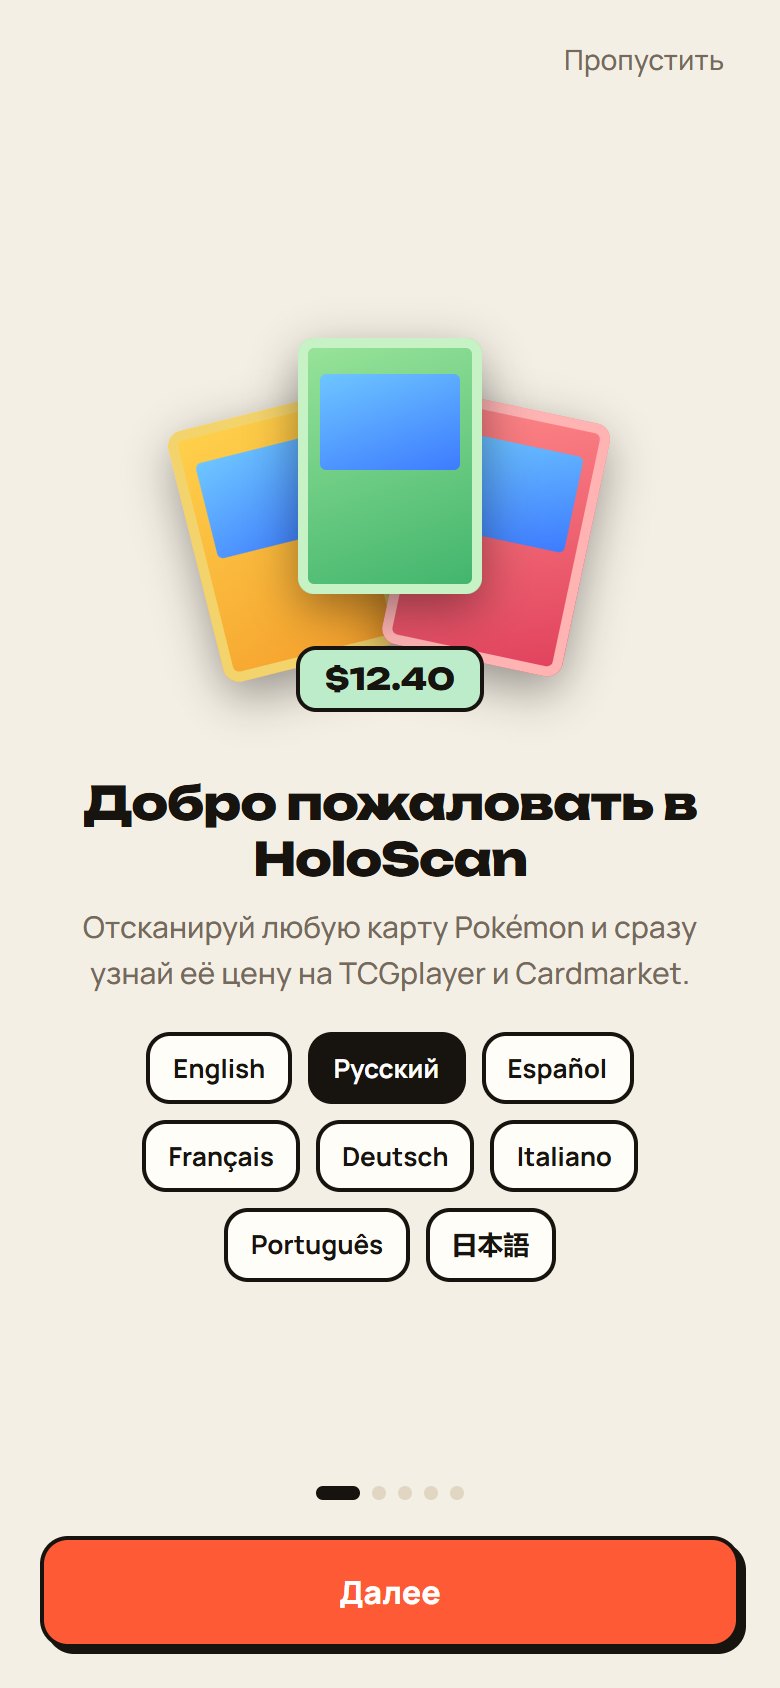 Пропустить
$12.40
Добро пожаловать в
HoloScan
Отсканируй любую карту Pokémon и сразу
узнай её цену на TCGplayer и Cardmarket.
English Русский Español
Français Deutsch Italiano
Português 日本語
Далее